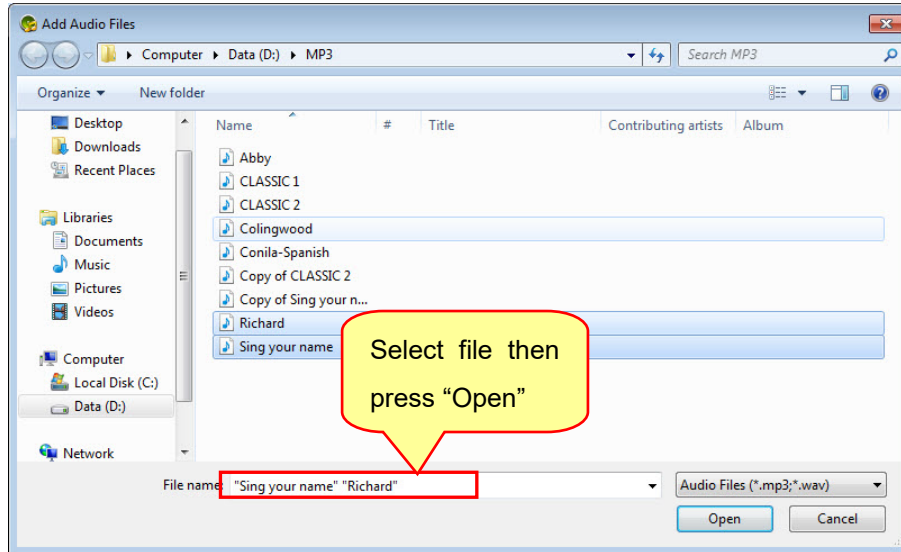 Add Audio Files
Computer Data (D:) MP3 Search MP3
Organize New folder
Desktop
Downloads
Recent Places
Libraries
Documents
Music
Pictures
Videos
Computer
Local Disk (C:)
Data (D:)
Network
Name # Title Contributing artists Album
Abby
CLASSIC 1
CLASSIC 2
Colingwood
Conila-Spanish
Copy of CLASSIC 2
Copy of Sing your n...
Richard
Sing your name
Select file then
press “Open”
File name: "Sing your name" "Richard" Audio Files (*.mp3;*.wav)
Open Cancel